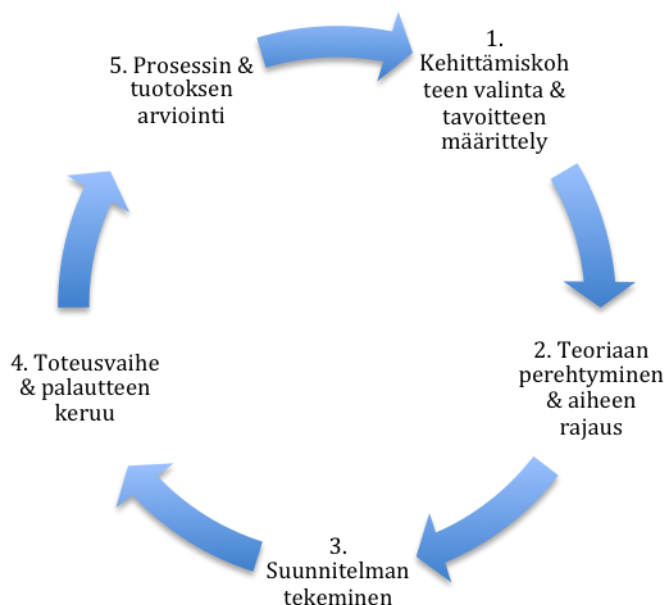 1.
Kehittämiskoh
teen valinta &
tavoitteen
määrittely
2. Teoriaan
perehtyminen
& aiheen
rajaus
3.
Suunnitelman
tekeminen
4. Toteusvaihe
& palautteen
keruu
5. Prosessin &
tuotoksen
arviointi